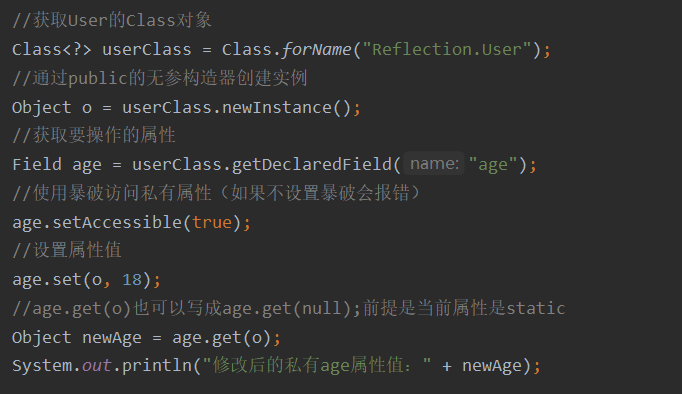 //获取User的Class对象
Class<?> userClass = Class.forName("Reflection.User");
//通过public的无参构造器创建实例
Object o = userClass.newInstance();
//获取要操作的属性
Field age = userClass.getDeclaredField( name: "age");
//使用暴破访问私有属性（如果不设置暴破会报错）
age.setAccessible(true);
//设置属性值
age.set(o, 18);
//age.get(o)也可以写成age.get(null);前提是当前属性是static
Object newAge = age.get(o);
System.out.println("修改后的私有age属性值：" + newAge);